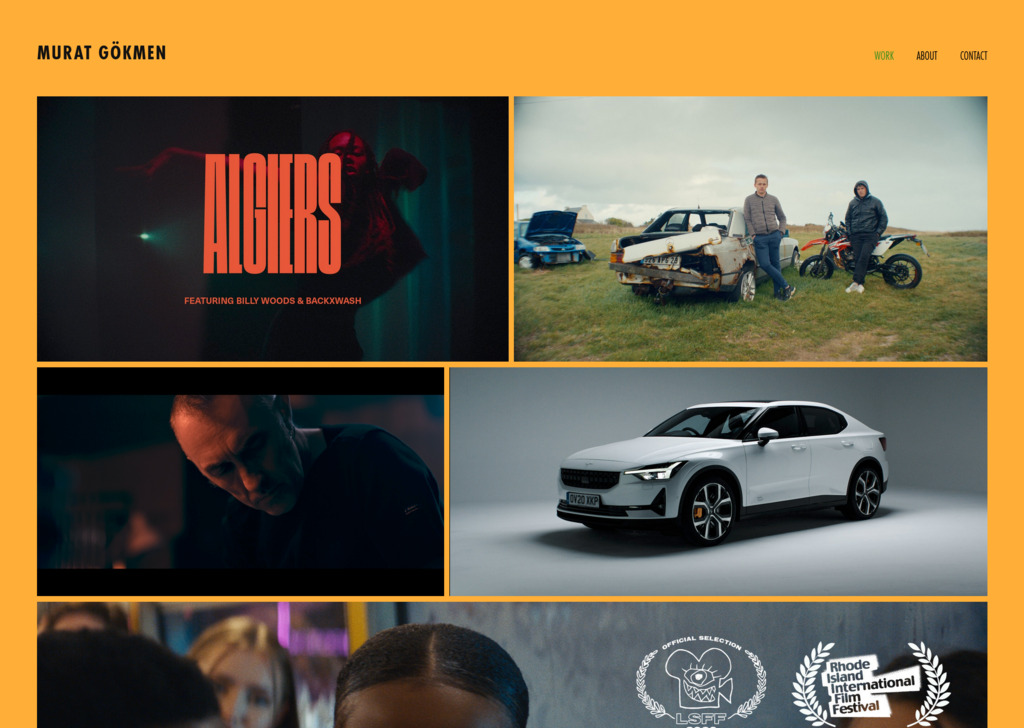 MURAT GÖKMEN
WORK
ABOUT
CONTACT
ALGIERS
FEATURING BILLY WOODS & BACKXWASH
OV20 XKP
OFFICIAL SELECTION
LSFF
Rhode
Island
International
Film
Festival